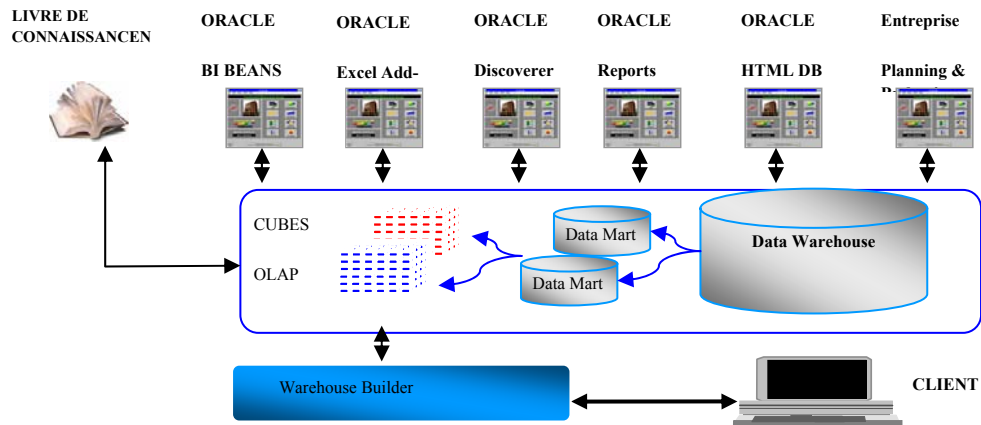 LIVRE DE
CONNAISSANCEN
ORACLE
BI BEANS
ORACLE
Excel Add-
ORACLE
Discoverer
ORACLE
Reports
ORACLE
HTML DB
Entreprise
Planning &
CUBES
OLAP
Data Mart
Data Mart
Data Warehouse
Warehouse Builder
CLIENT